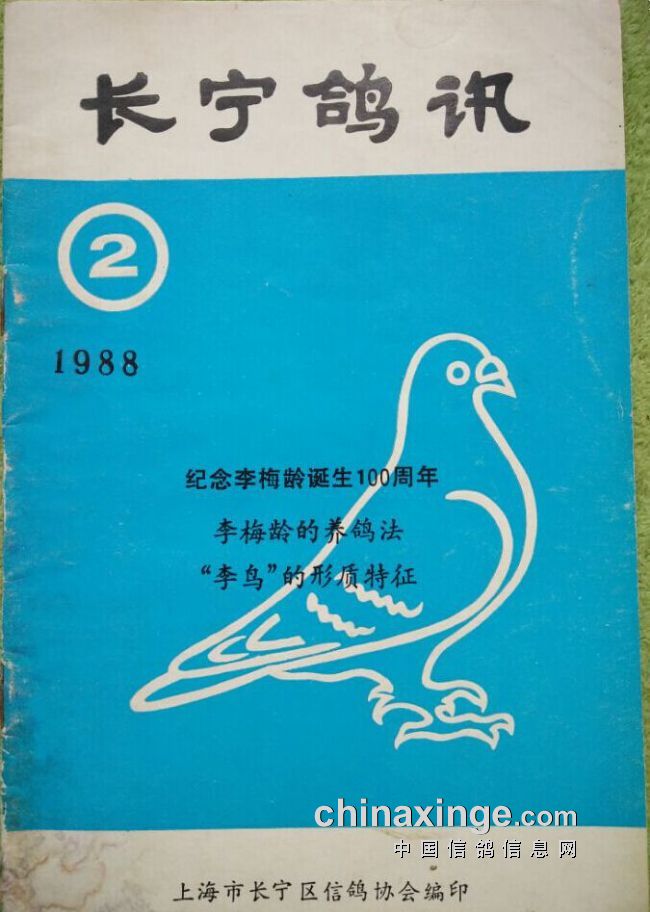 长宁鸽讯
2
1988
纪念李梅龄诞生100周年
李梅龄的养鸽法
“李鸟”的形质特征
chinaxinge.com
中国信鸽信息网
上海市长宁区信鸽协会编印